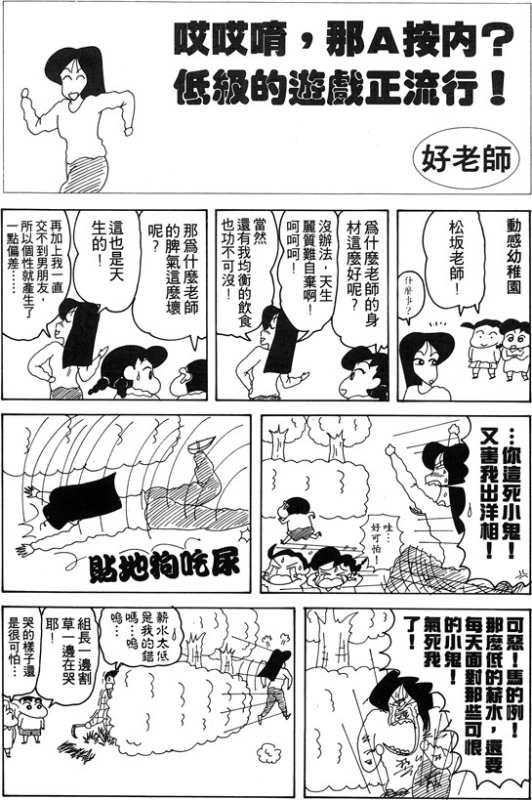 哎哎唷，那A按內？
低級的遊戲正流行！
好老師
動感幼稚園
松坂老師！
什麼事？
為什麼老師的身
材這麼好呢？
沒辦法，天生
麗質難自棄啊！
呵呵呵！
當然
還有我均衡的飲食
也功不可沒！
那為什麼老師
的脾氣這麼壞
呢？
這也是天
生的！
再加上我一直
交不到男朋友，
所以個性就產生了
一點偏差……
…你這死小鬼！
又害我出洋相！
哇…
好可怕！
貼地狗吃屎
可惡！馬的咧！
那麼低的薪水，還要
每天面對那些可恨
的小鬼！
氣死我
了！
薪水太低
是我的錯
嗎…嗚
嗚…
組長一邊割
草一邊在哭
耶！
哭的樣子還
是很可怕…